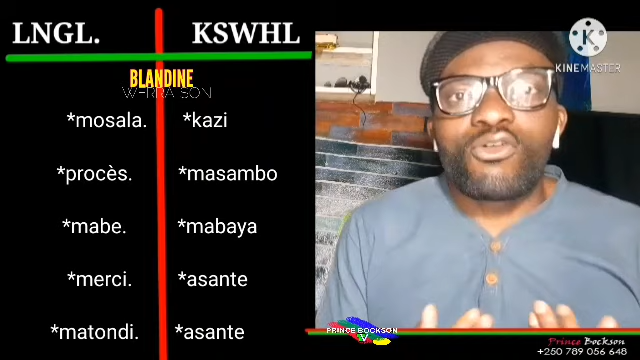 LNGL. KSWHL
BLANDINE
WERRASON
*mosala. *kazi
*procès. *masambo
*mabe. *mabaya
*merci. *asante
*matondi. *asante
KINEMASTER
PRINCE BOCKSON
Prince Bockson
+250 789 056 648